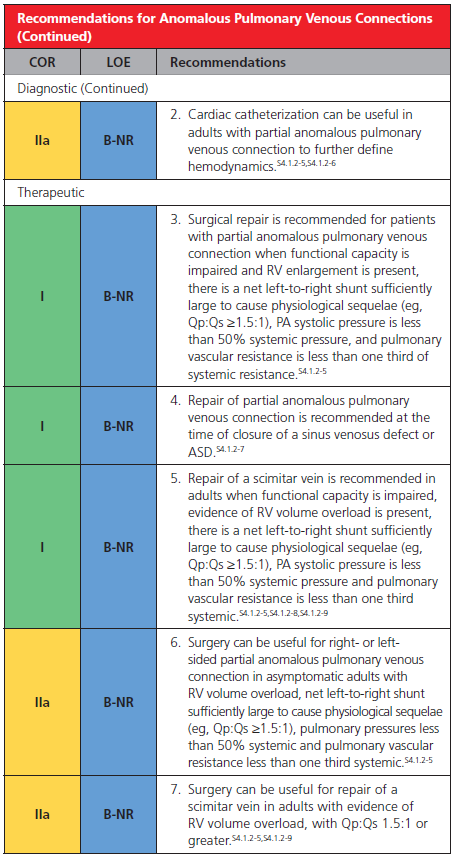 Recommendations for Anomalous Pulmonary Venous Connections
(Continued)
COR LOE Recommendations
Diagnostic (Continued)
IIa B-NR 2. Cardiac catheterization can be useful in
adults with partial anomalous pulmonary
venous connection to further define
hemodynamics.S4.1.2-5,S4.1.2-6
Therapeutic
I B-NR 3. Surgical repair is recommended for patients
with partial anomalous pulmonary venous
connection when functional capacity is
impaired and RV enlargement is present,
there is a net left-to-right shunt sufficiently
large to cause physiological sequelae (eg,
Qp:Qs ≥1.5:1), PA systolic pressure is less
than 50% systemic pressure, and pulmonary
vascular resistance is less than one third of
systemic resistance.S4.1.2-5
I B-NR 4. Repair of partial anomalous pulmonary
venous connection is recommended at the
time of closure of a sinus venosus defect or
ASD.S4.1.2-7
I B-NR 5. Repair of a scimitar vein is recommended in
adults when functional capacity is impaired,
evidence of RV volume overload is present,
there is a net left-to-right shunt sufficiently
large to cause physiological sequelae (eg,
Qp:Qs ≥1.5:1), PA systolic pressure is less
than 50% systemic pressure and pulmonary
vascular resistance is less than one third
systemic.S4.1.2-5,S4.1.2-8,S4.1.2-9
IIa B-NR 6. Surgery can be useful for right- or left-
sided partial anomalous pulmonary venous
connection in asymptomatic adults with
RV volume overload, net left-to-right shunt
sufficiently large to cause physiological sequelae
(eg, Qp:Qs ≥1.5:1), pulmonary pressures less
than 50% systemic and pulmonary vascular
resistance less than one third systemic.S4.1.2-5
IIa B-NR 7. Surgery can be useful for repair of a
scimitar vein in adults with evidence of
RV volume overload, with Qp:Qs 1.5:1 or
greater.S4.1.2-5,S4.1.2-9